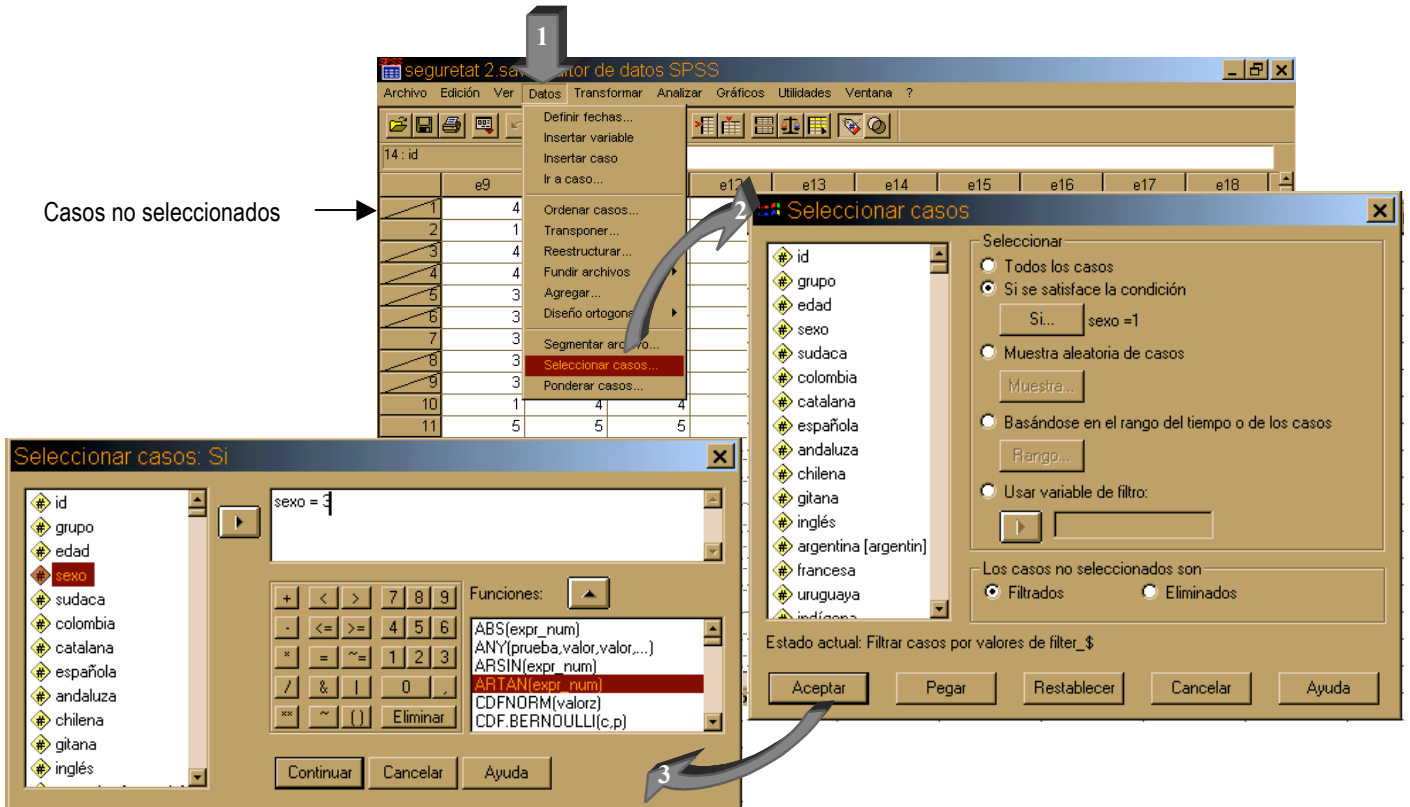 1
seguretat 2.sav
tor de datos SPSS
Archivo Edición Ver Datos Transformar Analizar Gráficos Utilidades Ventana ?
14 : id
Definir fechas...
Insertar variable
Insertar caso
Ir a caso...
Ordenar casos...
Transponer...
Reestructurar...
Fundir archivos
Agregar...
Diseño ortogonal
Segmentar archivo...
Seleccionar casos...
Ponderar casos...
e9 e12 e13 e14 e15 e16 e17 e18
Casos no seleccionados
1 4
2 1
3 4
4 4
5 3
6 3
7 3
8 3
9 3
10 1 4 4
11 5 5 5
2
Seleccionar casos
id
grupo
edad
sexo
sudaca
colombia
catalana
española
andaluza
chilena
gitana
inglés
argentina [argentin]
francesa
uruguaya
indígena
Seleccionar
Todos los casos
Si se satisface la condición
Si... sexo =1
Muestra aleatoria de casos
Muestra...
Basándose en el rango del tiempo o de los casos
Rango...
Usar variable de filtro:
Los casos no seleccionados son
Filtrados Eliminados
Estado actual: Filtrar casos por valores de filter_$
Aceptar Pegar Restablecer Cancelar Ayuda
3
Seleccionar casos: Si
id
grupo
edad
sexo
sudaca
colombia
catalana
española
andaluza
chilena
gitana
inglés
sexo = 3
+ < > 7 8 9
- <= >= 4 5 6
* = ~= 1 2 3
/ & | 0 ,
** ~ () Eliminar
Funciones:
ABS(expr_num)
ANY(prueba,valor,valor,...)
ARSIN(expr_num)
ARTAN(expr_num)
CDFNORM(valorz)
CDF.BERNOULLI(c,p)
Continuar Cancelar Ayuda